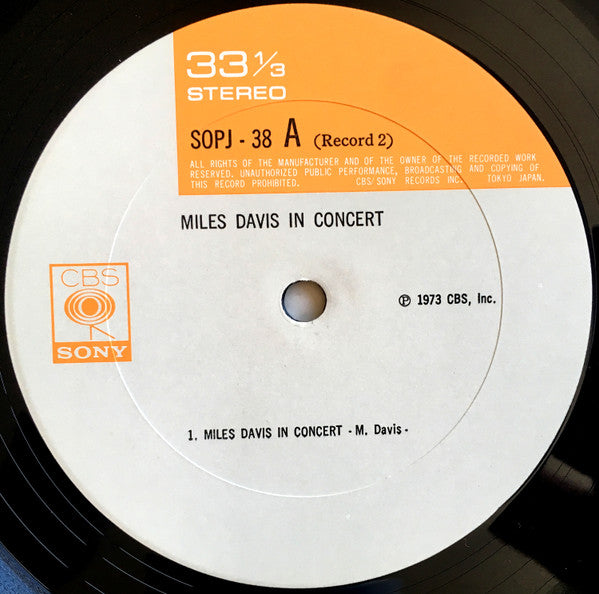 33 1/3
STEREO
SOPJ - 38 A (Record 2)
ALL RIGHTS OF THE MANUFACTURER AND OF THE OWNER OF THE RECORDED WORK
RESERVED. UNAUTHORIZED PUBLIC PERFORMANCE, BROADCASTING AND COPYING OF
THIS RECORD PROHIBITED. CBS/SONY RECORDS INC. TOKYO JAPAN.
MILES DAVIS IN CONCERT
CBS
SONY
℗ 1973 CBS, Inc.
1. MILES DAVIS IN CONCERT - M. Davis -